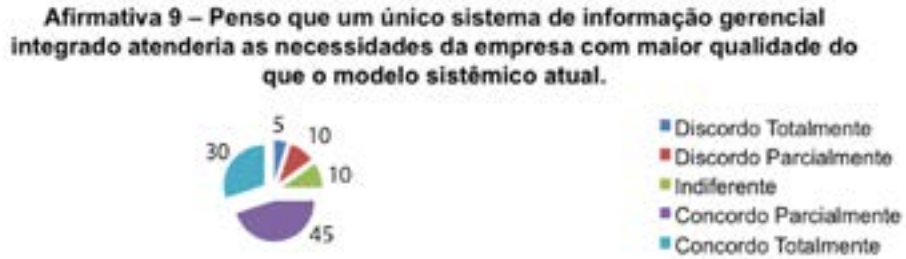 Afirmativa 9 – Penso que um único sistema de informação gerencial
integrado atenderia as necessidades da empresa com maior qualidade do
que o modelo sistêmico atual.
5
10
30
10
45
Discordo Totalmente
Discordo Parcialmente
Indiferente
Concordo Parcialmente
Concordo Totalmente